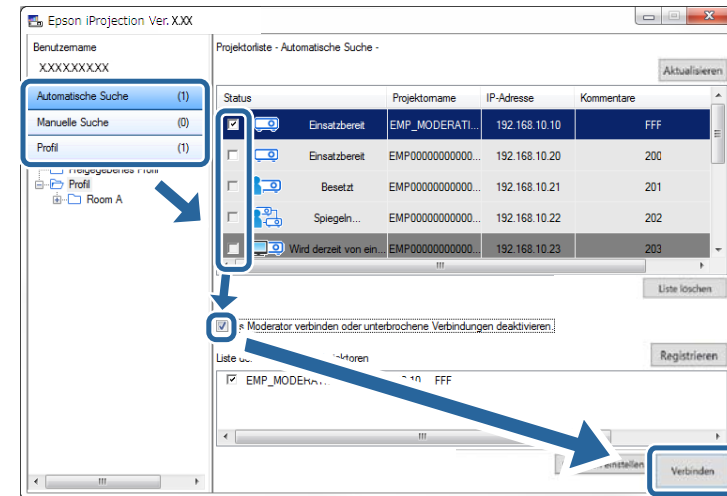 Epson iProjection Ver. X.XX
Benutzername
XXXXXXXXX
Automatische Suche (1)
Manuelle Suche (0)
Profil (1)
Freigegebenes Profil
Profil
Room A
Projektorliste - Automatische Suche -
Aktualisieren
Status Projektorname IP-Adresse Kommentare
Einsatzbereit EMP_MODERATI... 192.168.10.10 FFF
Einsatzbereit EMP00000000000... 192.168.10.20 200
Besetzt EMP00000000000... 192.168.10.21 201
Spiegeln... EMP00000000000... 192.168.10.22 202
Wird derzeit von ein... EMP00000000000... 192.168.10.23 203
Liste löschen
s Moderator verbinden oder unterbrochene Verbindungen deaktivieren.
Liste
Registrieren
EMP_MODERA 10 FFF
einstellen
Verbinden